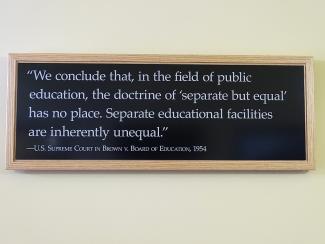 “We conclude that, in the field of public
education, the doctrine of ‘separate but equal’
has no place. Separate educational facilities
are inherently unequal.”
—U.S. Supreme Court in Brown v. Board of Education, 1954